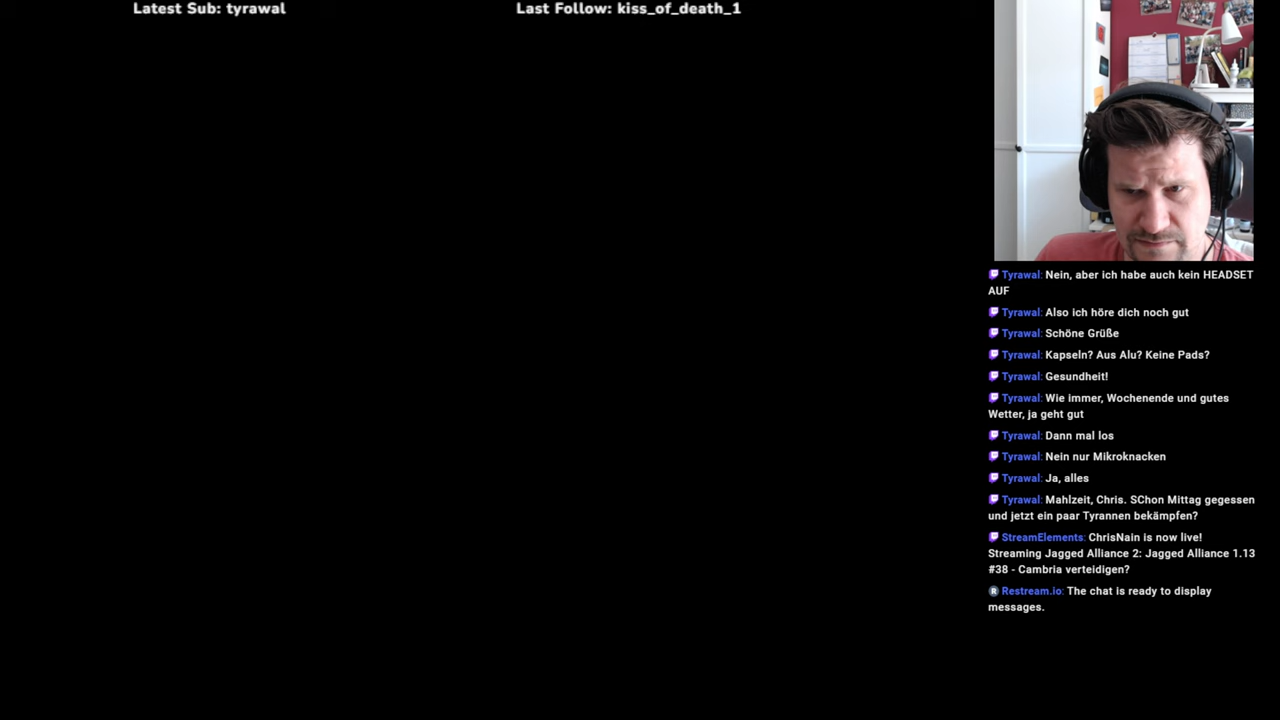 Latest Sub: tyrawal
Last Follow: kiss_of_death_1
Tyrawal: Nein, aber ich habe auch kein HEADSET
AUF
Tyrawal: Also ich höre dich noch gut
Tyrawal: Schöne Grüße
Tyrawal: Kapseln? Aus Alu? Keine Pads?
Tyrawal: Gesundheit!
Tyrawal: Wie immer, Wochenende und gutes
Wetter, ja geht gut
Tyrawal: Dann mal los
Tyrawal: Nein nur Mikroknacken
Tyrawal: Ja, alles
Tyrawal: Mahlzeit, Chris. SChon Mittag gegessen
und jetzt ein paar Tyrannen bekämpfen?
StreamElements: ChrisNain is now live!
Streaming Jagged Alliance 2: Jagged Alliance 1.13
#38 - Cambria verteidigen?
R Restream.io: The chat is ready to display
messages.